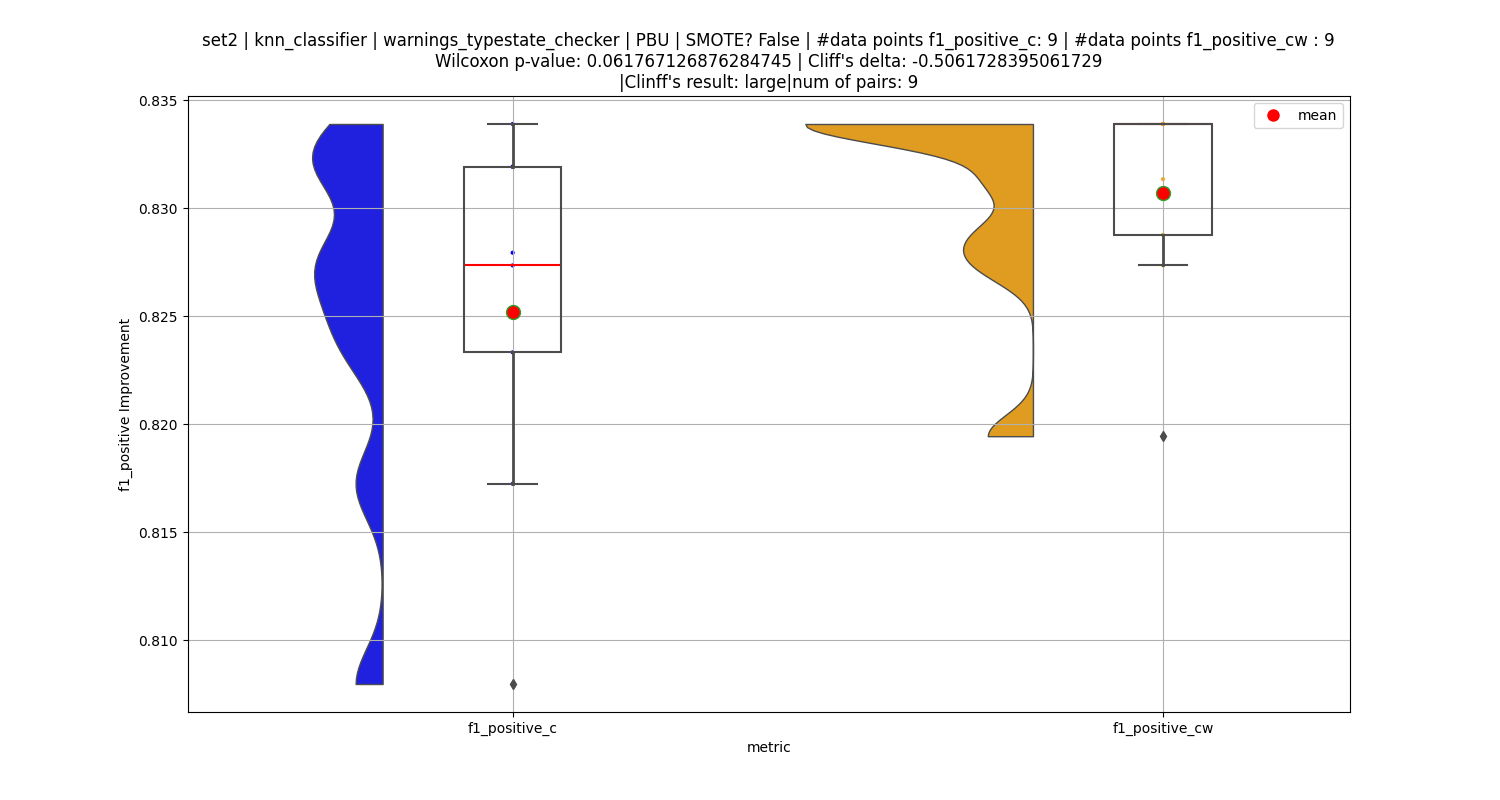 set2 | knn_classifier | warnings_typestate_checker | PBU | SMOTE? False | #data points f1_positive_c: 9 | #data points f1_positive_cw : 9
Wilcoxon p-value: 0.061767126876284745 | Cliff's delta: -0.5061728395061729
|Clinff's result: large|num of pairs: 9
mean
0.835
0.830
0.825
0.820
0.815
0.810
f1_positive Improvement
f1_positive_c
f1_positive_cw
metric